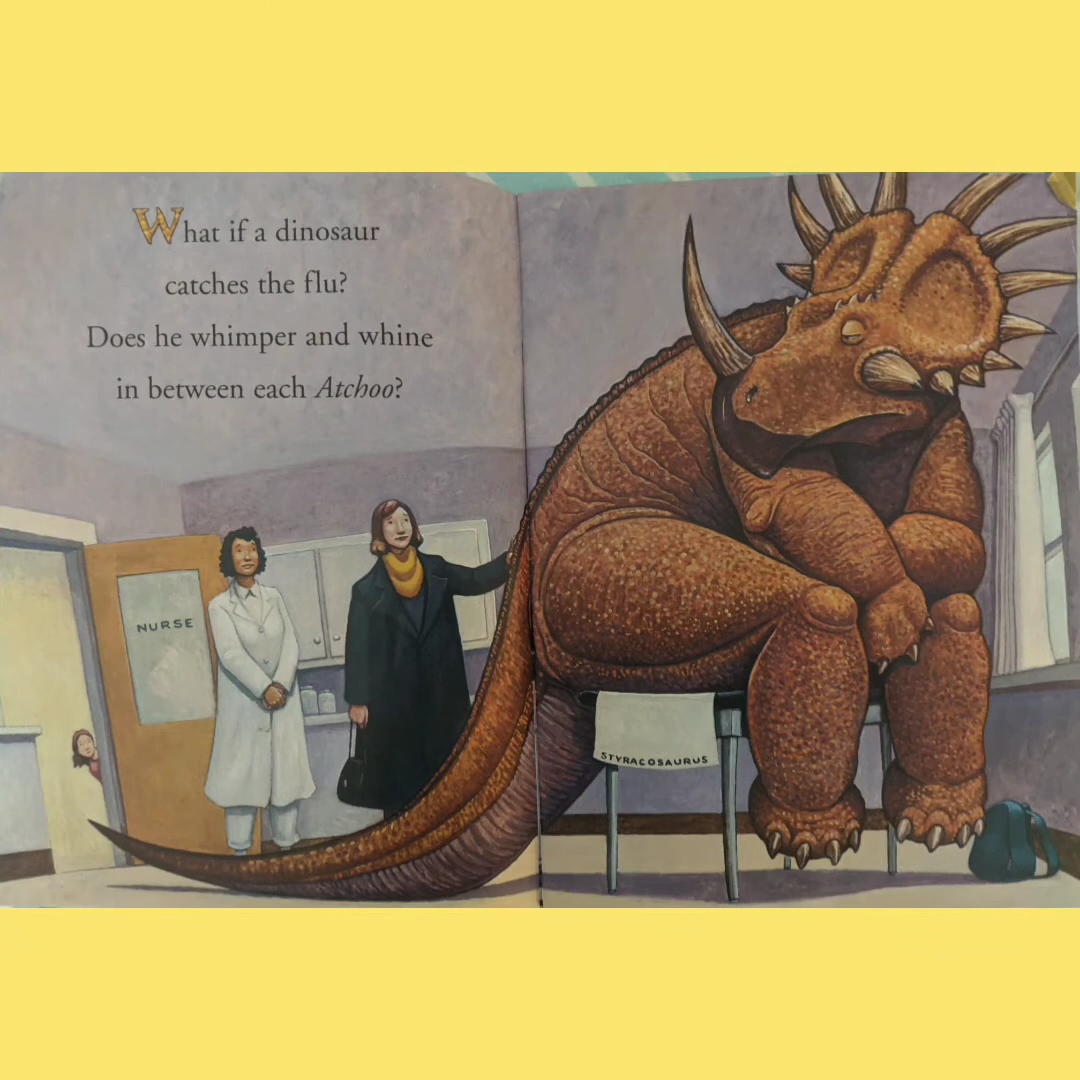 What if a dinosaur
catches the flu?
Does he whimper and whine
in between each Atchoo?
NURSE
STYRACOSAURUS